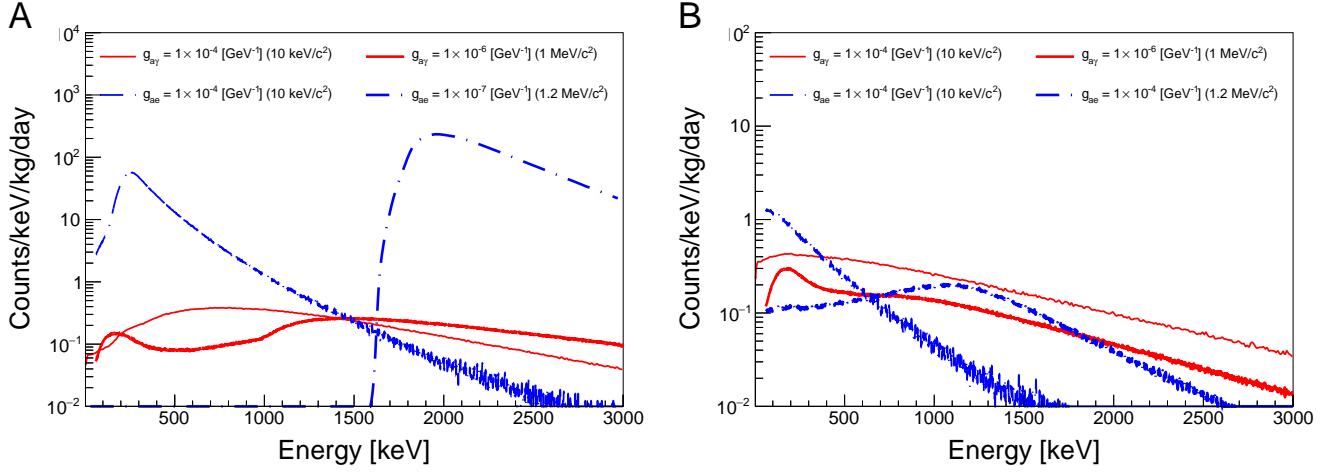 A
Counts/keV/kg/day
10⁴
10³
10²
10
1
10⁻¹
10⁻²
g_aγ = 1× 10⁻⁴ [GeV⁻¹] (10 keV/c²)
g_aγ = 1× 10⁻⁶ [GeV⁻¹] (1 MeV/c²)
g_ae = 1× 10⁻⁴ [GeV⁻¹] (10 keV/c²)
g_ae = 1× 10⁻⁷ [GeV⁻¹] (1.2 MeV/c²)
500 1000 1500 2000 2500 3000
Energy [keV]
B
Counts/keV/kg/day
10²
10
1
10⁻¹
10⁻²
g_aγ = 1× 10⁻⁴ [GeV⁻¹] (10 keV/c²)
g_aγ = 1× 10⁻⁶ [GeV⁻¹] (1 MeV/c²)
g_ae = 1× 10⁻⁴ [GeV⁻¹] (10 keV/c²)
g_ae = 1× 10⁻⁴ [GeV⁻¹] (1.2 MeV/c²)
500 1000 1500 2000 2500 3000
Energy [keV]